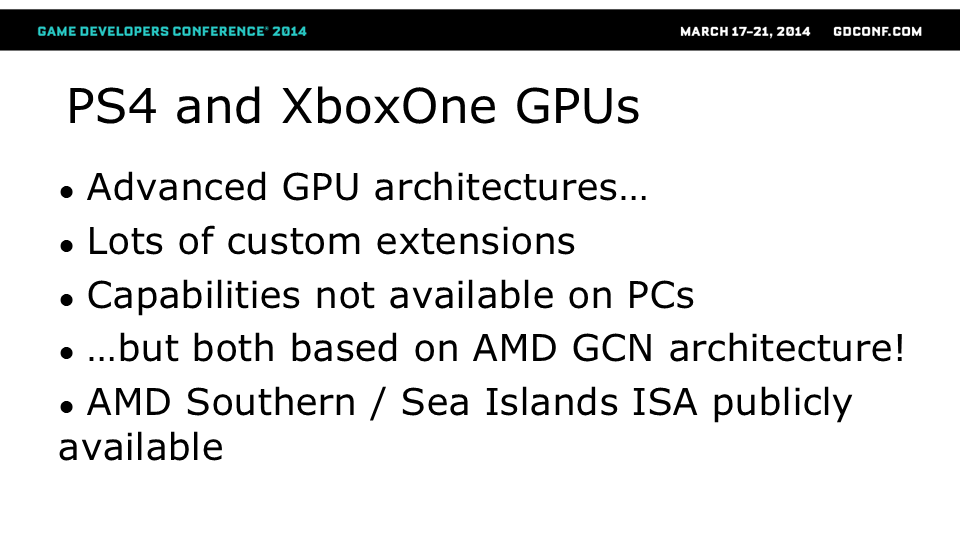 GAME DEVELOPERS CONFERENCE® 2014 MARCH 17–21, 2014 GDCONF.COM
PS4 and XboxOne GPUs
● Advanced GPU architectures…
● Lots of custom extensions
● Capabilities not available on PCs
● …but both based on AMD GCN architecture!
● AMD Southern / Sea Islands ISA publicly
available